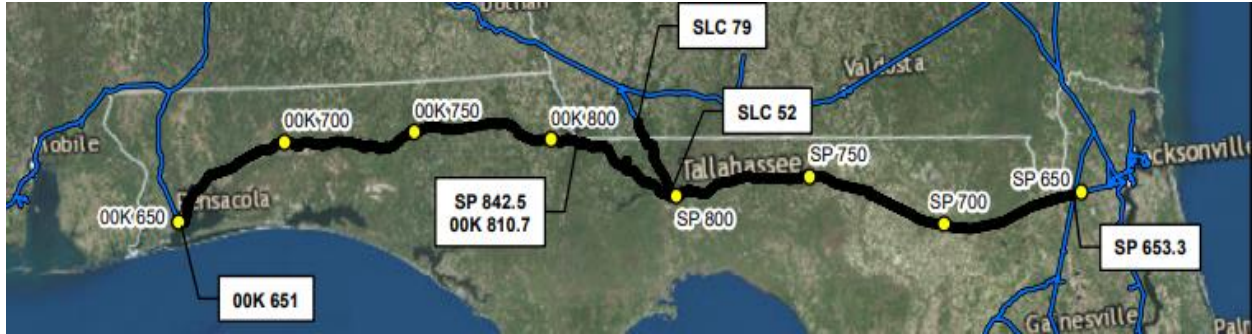 Dothan
SLC 79
Valdosta
00K 700
00K 750
00K 800
SLC 52
Mobile
Tallahassee
SP 750
Jacksonville
SP 650
00K 650
Pensacola
SP 842.5
00K 810.7
SP 800
SP 700
SP 653.3
00K 651
Gainesville